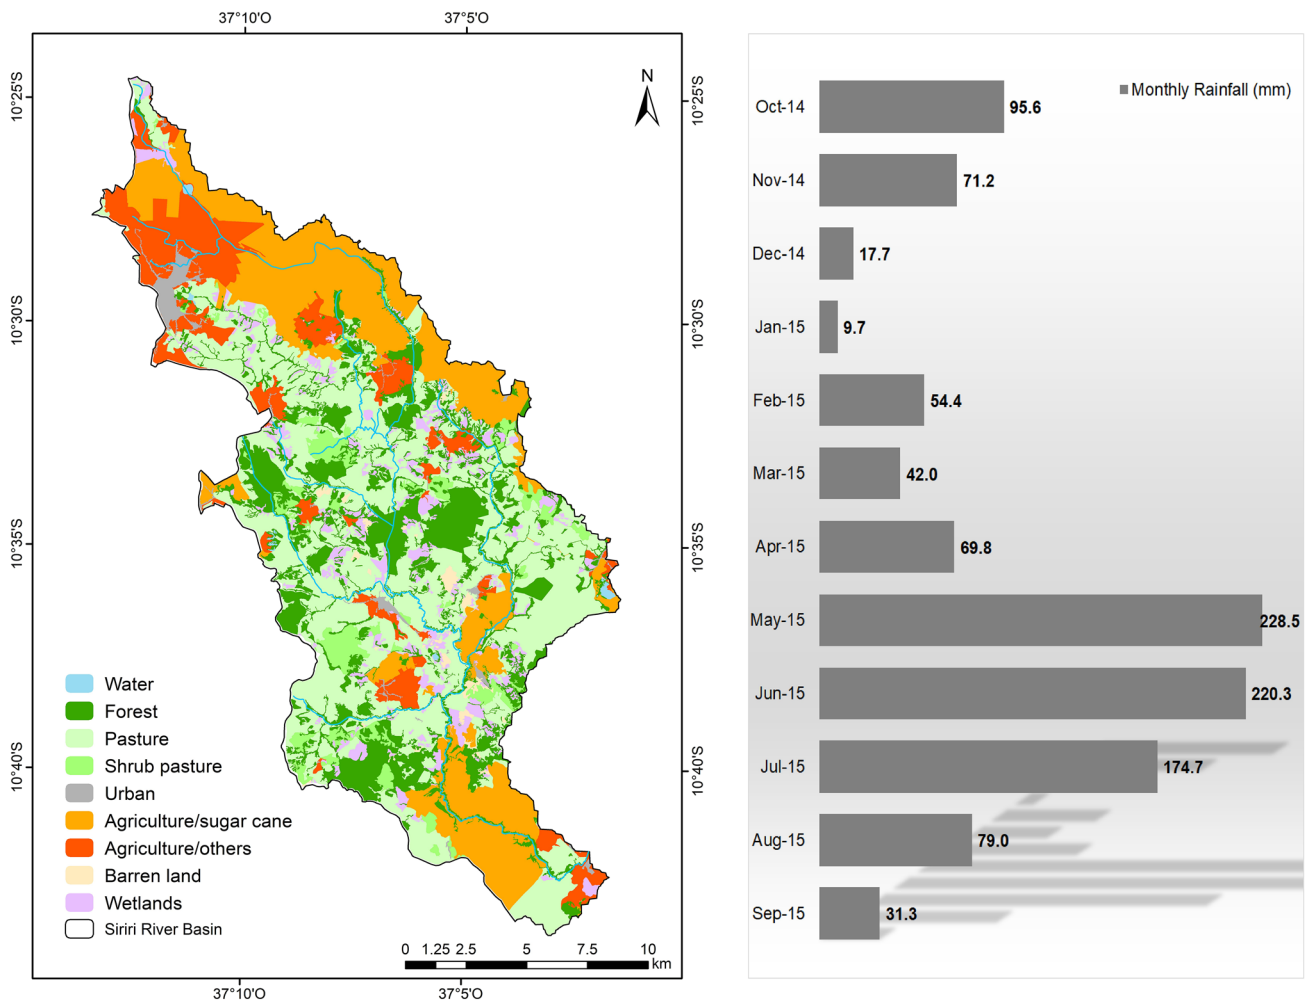 37°10'O 37°5'O
10°25'S
10°30'S
10°35'S
10°40'S
N
10°25'S
10°30'S
10°35'S
10°40'S
Water
Forest
Pasture
Shrub pasture
Urban
Agriculture/sugar cane
Agriculture/others
Barren land
Wetlands
Siriri River Basin
0 1.25 2.5 5 7.5 10
km
37°10'O 37°5'O
Monthly Rainfall (mm)
Oct-14 95.6
Nov-14 71.2
Dec-14 17.7
Jan-15 9.7
Feb-15 54.4
Mar-15 42.0
Apr-15 69.8
May-15 228.5
Jun-15 220.3
Jul-15 174.7
Aug-15 79.0
Sep-15 31.3